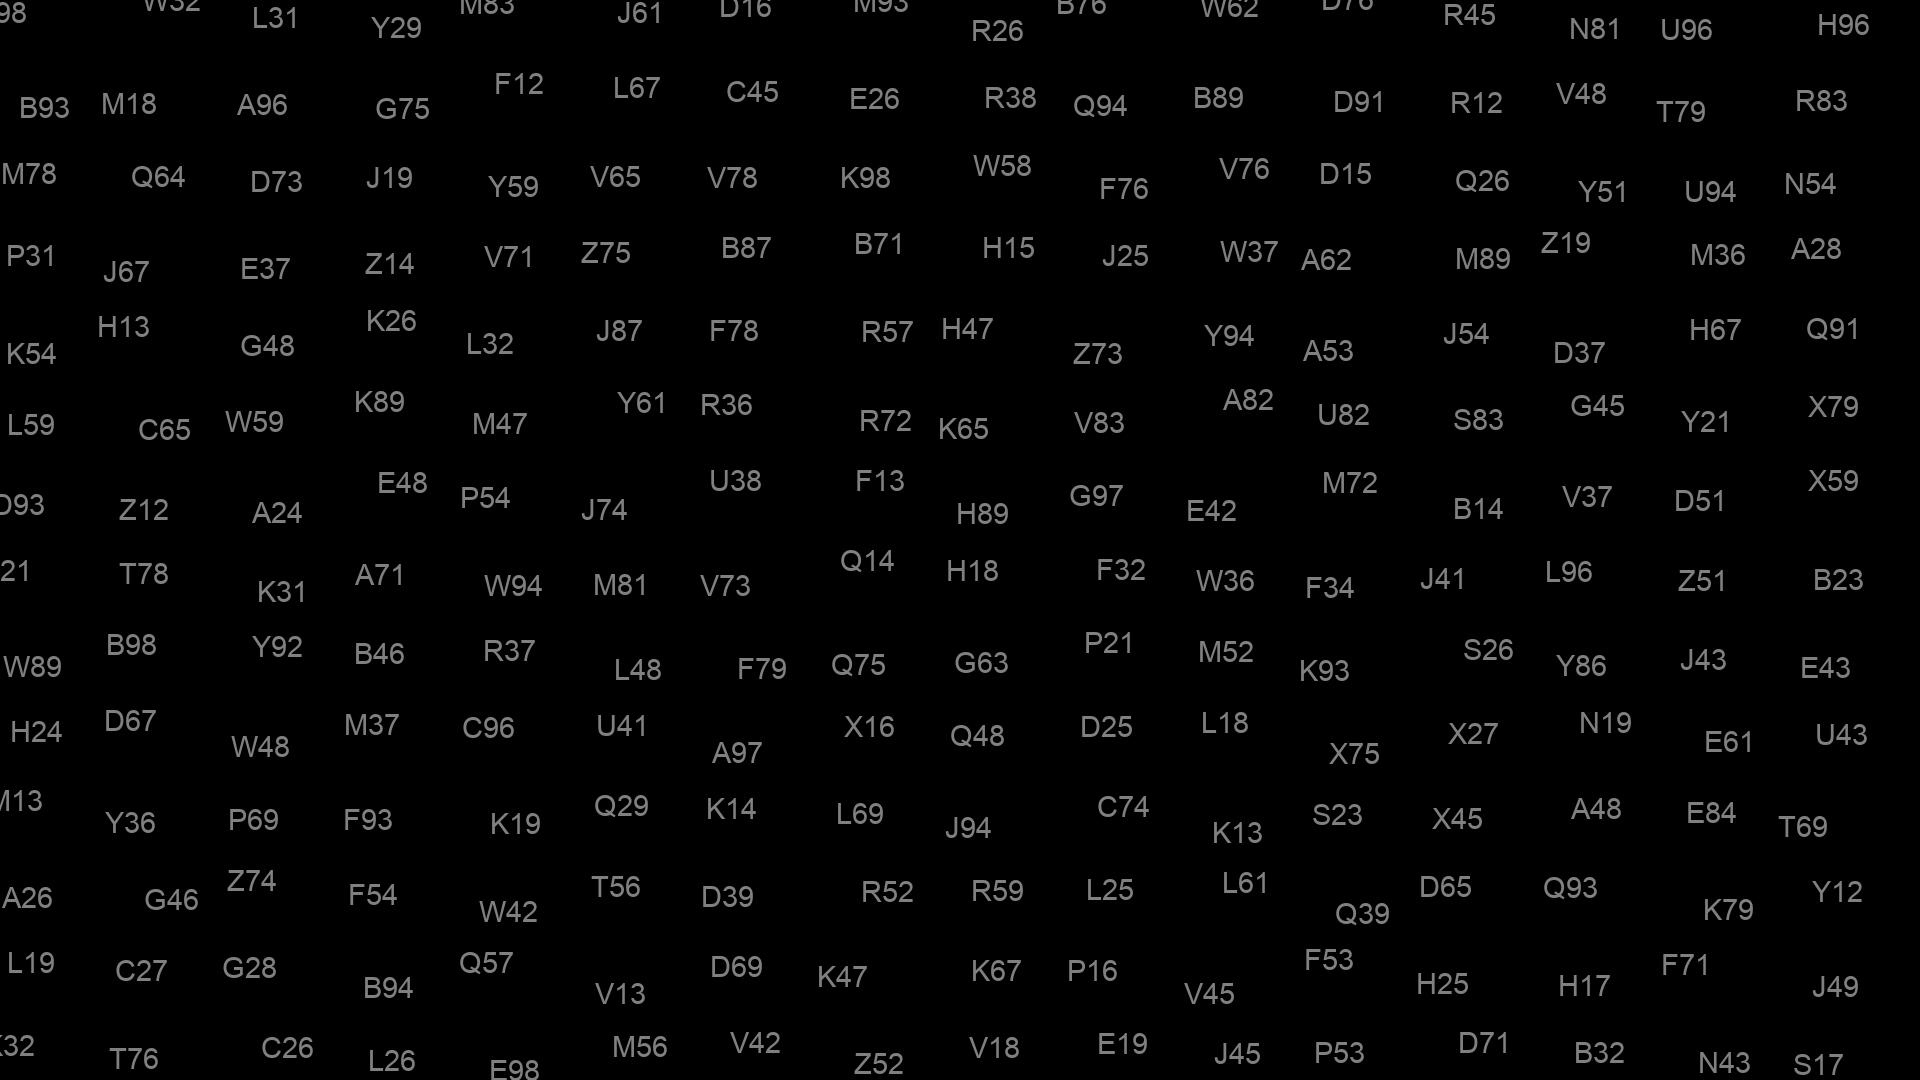 98 W32 L31 Y29 M83 J61 D16 M93 R26 B76 W62 D76 R45 N81 U96 H96
B93 M18 A96 G75 F12 L67 C45 E26 R38 Q94 B89 D91 R12 V48 T79 R83
M78 Q64 D73 J19 Y59 V65 V78 K98 W58 F76 V76 D15 Q26 Y51 U94 N54
P31 J67 E37 Z14 V71 Z75 B87 B71 H15 J25 W37 A62 M89 Z19 M36 A28
K54 H13 G48 K26 L32 J87 F78 R57 H47 Z73 Y94 A53 J54 D37 H67 Q91
L59 C65 W59 K89 M47 Y61 R36 R72 K65 V83 A82 U82 S83 G45 Y21 X79
D93 Z12 A24 E48 P54 J74 U38 F13 H89 G97 E42 M72 B14 V37 D51 X59
21 T78 K31 A71 W94 M81 V73 Q14 H18 F32 W36 F34 J41 L96 Z51 B23
W89 B98 Y92 B46 R37 L48 F79 Q75 G63 P21 M52 K93 S26 Y86 J43 E43
H24 D67 W48 M37 C96 U41 A97 X16 Q48 D25 L18 X75 X27 N19 E61 U43
M13 Y36 P69 F93 K19 Q29 K14 L69 J94 C74 K13 S23 X45 A48 E84 T69
A26 G46 Z74 F54 W42 T56 D39 R52 R59 L25 L61 Q39 D65 Q93 K79 Y12
L19 C27 G28 B94 Q57 V13 D69 K47 K67 P16 V45 F53 H25 H17 F71 J49
32 T76 C26 L26 E98 M56 V42 Z52 V18 E19 J45 P53 D71 B32 N43 S17